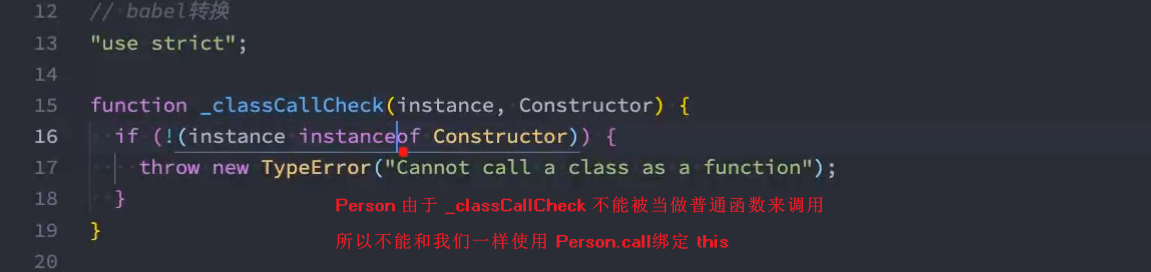 12 // babel转换
13 "use strict";
14
15 function _classCallCheck(instance, Constructor) {
16 if (!(instance instanceof Constructor)) {
17 throw new TypeError("Cannot call a class as a function");
18 }
Person 由于 _classCallCheck 不能被当做普通函数来调用
19 }
所以不能和我们一样使用 Person.call绑定 this
20